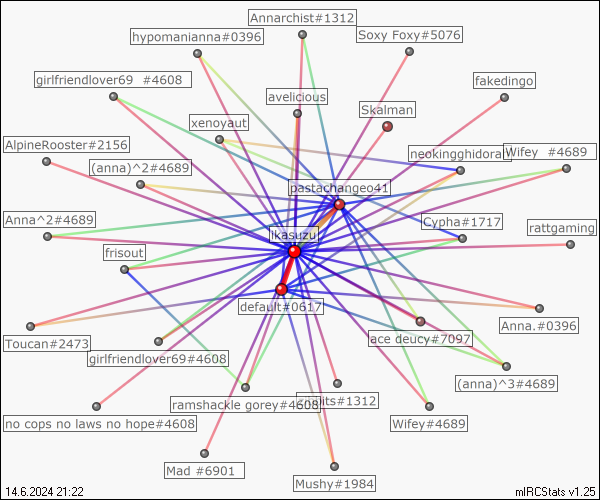 Annarchist#1312
hypomanianna#0396
Soxy Foxy#5076
girlfriendlover69 #4608
fakedingo
avelicious
Skalman
xenoyaut
AlpineRooster#2156
neokingghidora
Wifey #4689
(anna)^2#4689
pastachangeo41
Anna^2#4689
Cypha#1717
rattgaming
ikasuzu
frisout
default#0617
Anna.#0396
Toucan#2473
ace deucy#7097
girlfriendlover69#4608
(anna)^3#4689
ramshackle gorey#4608
#1312
no cops no laws no hope#4608
Wifey#4689
Mad #6901
Mushy#1984
14.6.2024 21:22
mIRCStats v1.25